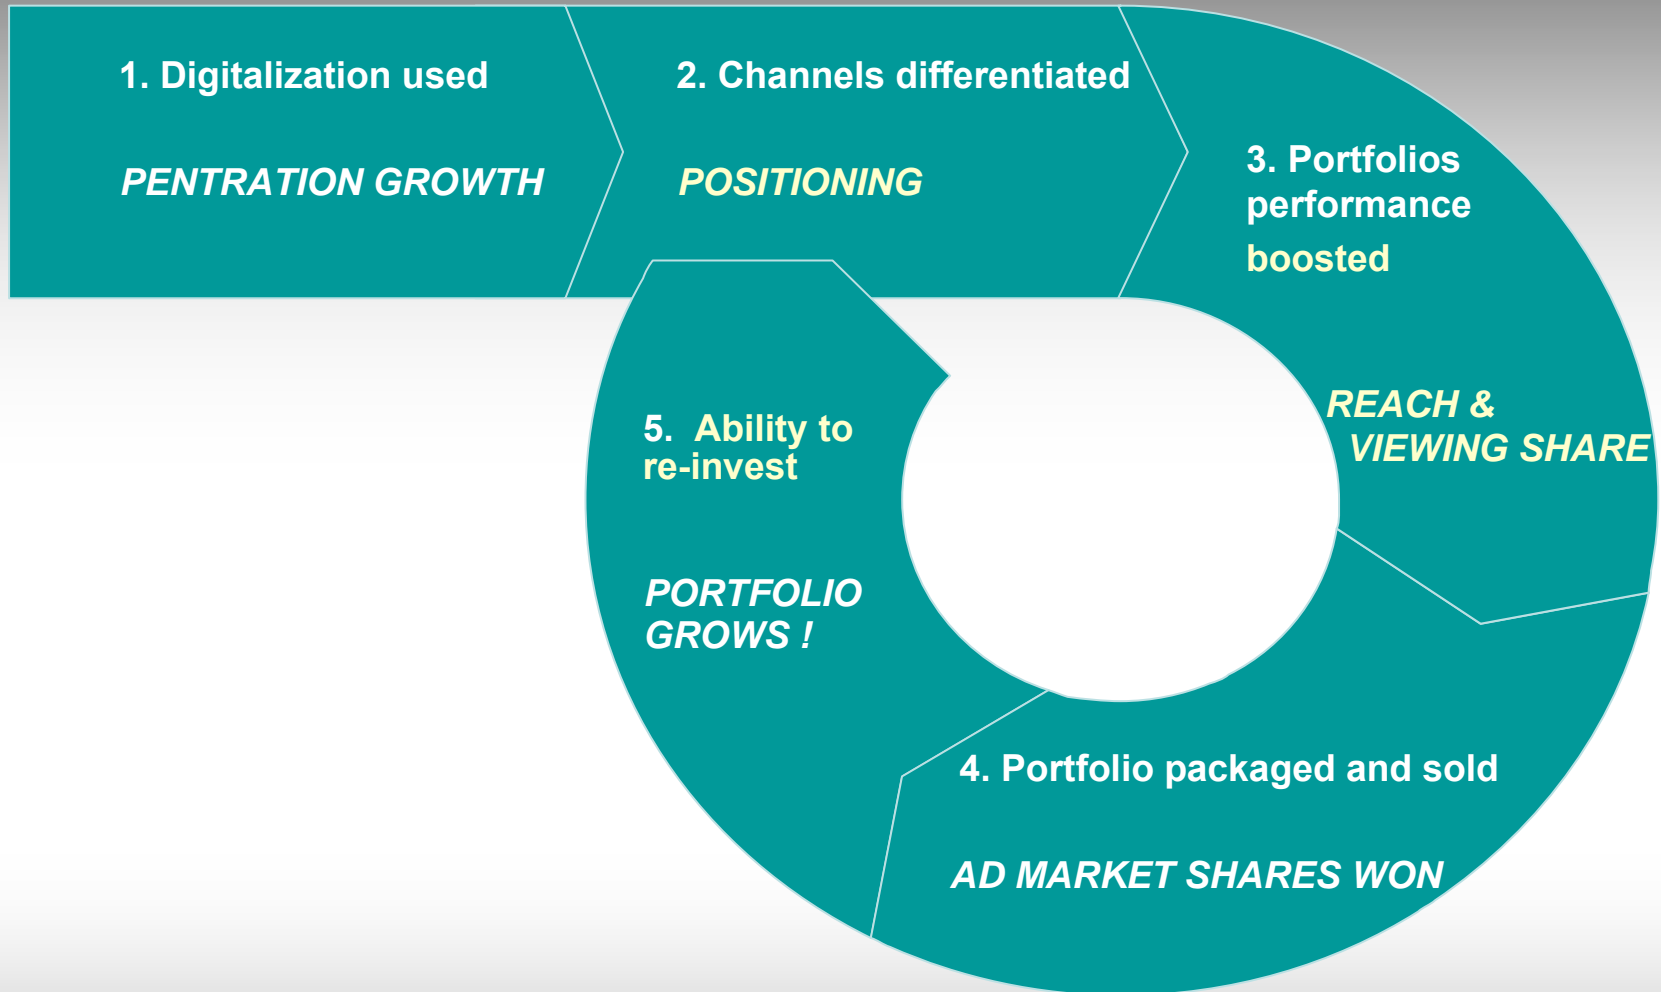 1. Digitalization used
PENTRATION GROWTH
2. Channels differentiated
POSITIONING
3. Portfolios
performance
boosted
REACH &
VIEWING SHARE
4. Portfolio packaged and sold
AD MARKET SHARES WON
5. Ability to
re-invest
PORTFOLIO
GROWS !